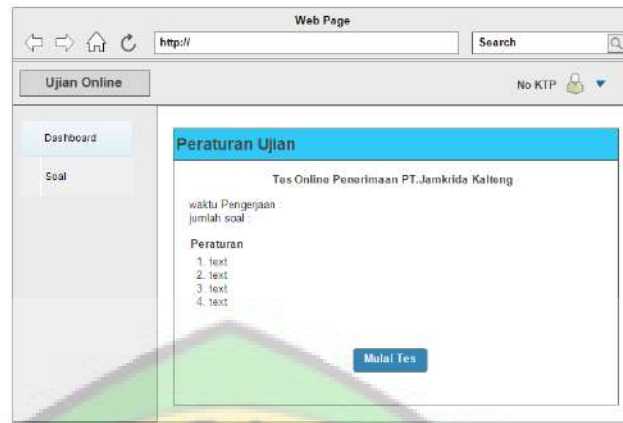 Web Page
http://
Search
Ujian Online
No KTP
Dashboard
Soal
Peraturan Ujian
Tes Online Penerimaan PT.Jamkrida Kalteng
waktu Pengerjaan :
jumlah soal :
Peraturan
1. text
2. text
3. text
4. text
Mulai Tes